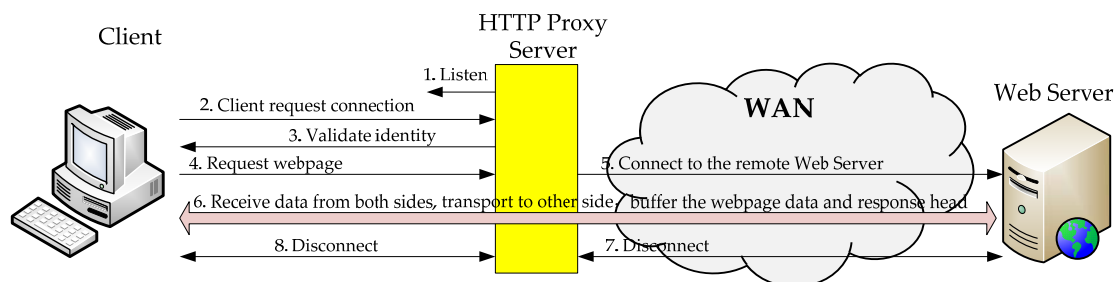 Client
HTTP Proxy
Server
WAN
Web Server
1. Listen
2. Client request connection
3. Validate identity
4. Request webpage
5. Connect to the remote Web Server
6. Receive data from both sides, transport to other side, buffer the webpage data and response head
8. Disconnect
7. Disconnect